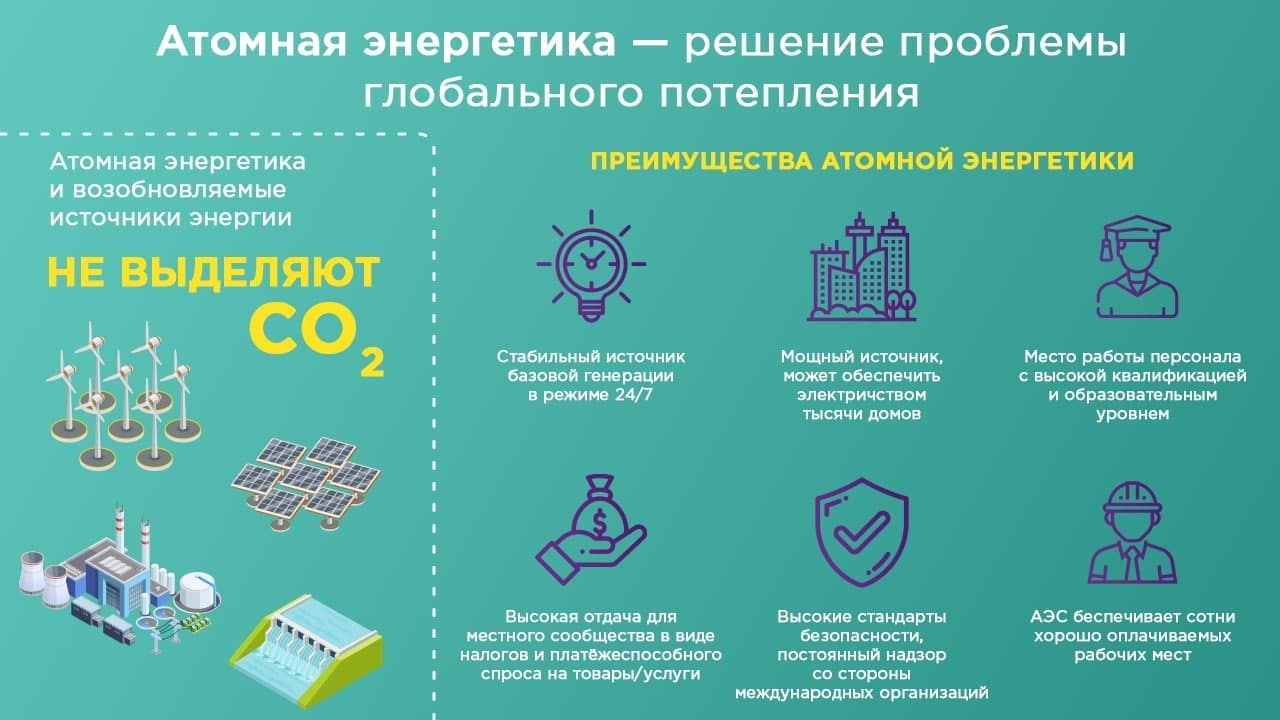 Атомная энергетика — решение проблемы
глобального потепления
Атомная энергетика
и возобновляемые
источники энергии
НЕ ВЫДЕЛЯЮТ
CO2
ПРЕИМУЩЕСТВА АТОМНОЙ ЭНЕРГЕТИКИ
Стабильный источник
базовой генерации
в режиме 24/7
Мощный источник,
может обеспечить
электричством
тысячи домов
Место работы персонала
с высокой квалификацией
и образовательным
уровнем
$
Высокая отдача для
местного сообщества в виде
налогов и платёжеспособного
спроса на товары/услуги
Высокие стандарты
безопасности,
постоянный надзор
со стороны
международных организаций
АЭС беспечивает сотни
хорошо оплачиваемых
рабочих мест